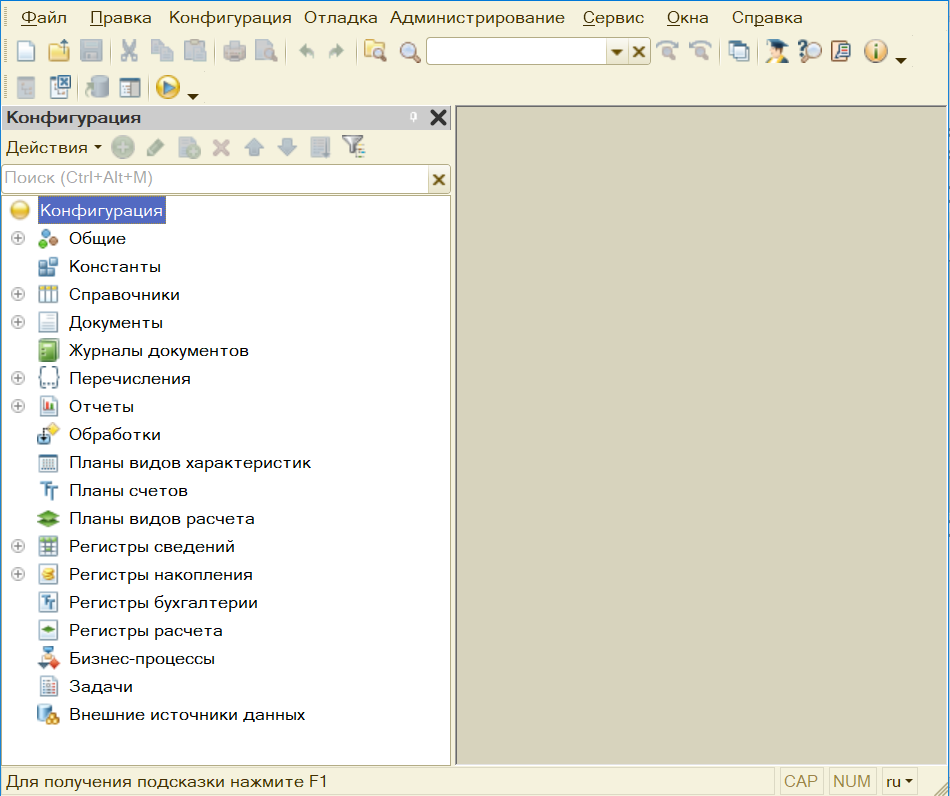 Файл Правка Конфигурация Отладка Администрирование Сервис Окна Справка
Конфигурация
Действия
Поиск (Ctrl+Alt+M)
Конфигурация
Общие
Константы
Справочники
Документы
Журналы документов
Перечисления
Отчеты
Обработки
Планы видов характеристик
Планы счетов
Планы видов расчета
Регистры сведений
Регистры накопления
Регистры бухгалтерии
Регистры расчета
Бизнес-процессы
Задачи
Внешние источники данных
Для получения подсказки нажмите F1 CAP NUM ru